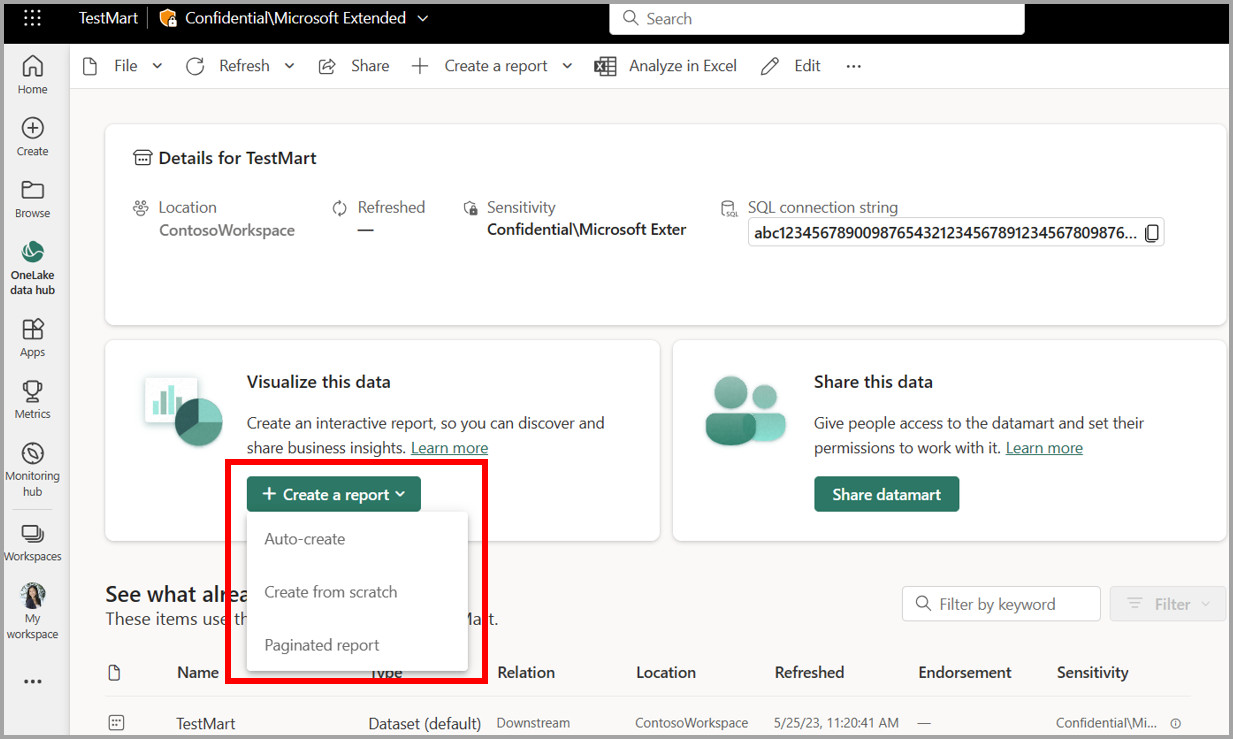 TestMart
Confidential\Microsoft Extended
Search
File
Refresh
Share
Create a report
Analyze in Excel
Edit
Home
Create
Browse
OneLake
data hub
Apps
Metrics
Monitoring
hub
Workspaces
My
workspace
Details for TestMart
Location
ContosoWorkspace
Refreshed
—
Sensitivity
Confidential\Microsoft Exter
SQL
SQL connection string
abc1234567890098765432123456789123456780987​6...
Visualize this data
Create an interactive report, so you can discover and
share business insights. Learn more
Create a report
Auto-create
Create from scratch
Paginated report
Share this data
Give people access to the datamart and set their
permissions to work with it. Learn more
Share datamart
See what alrea
These items use th Mart.
Filter by keyword
Filter
Name Type Relation Location Refreshed Endorsement Sensitivity
TestMart Dataset (default) Downstream ContosoWorkspace 5/25/23, 11:20:41 AM — Confidential\Mi...